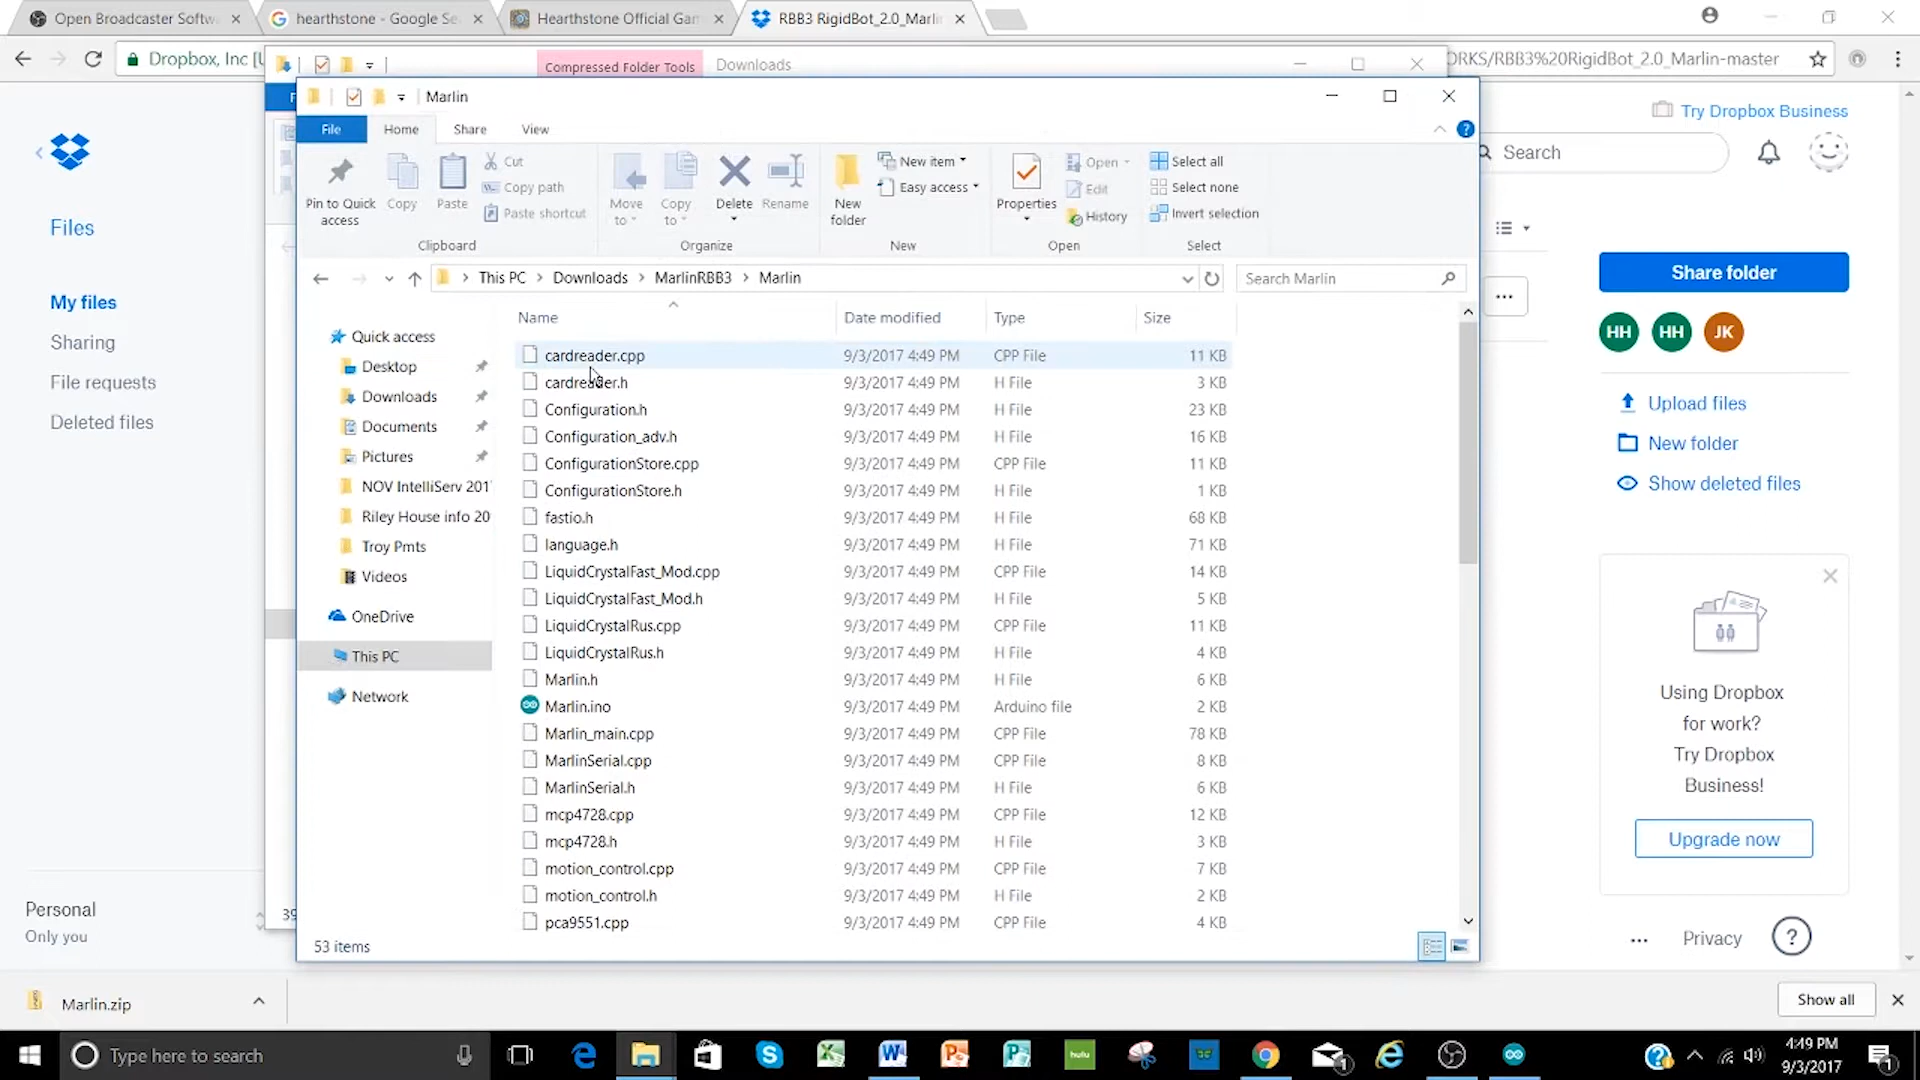 Open Broadcaster Softw
hearthstone - Google Se
Hearthstone Official Gam
RBB3 RigidBot_2.0_Marli
Dropbox, Inc [U
ORKS/RBB3%20RigidBot_2.0_Marlin-master
Compressed Folder Tools
Downloads
Marlin
File
Home
Share
View
Pin to Quick access
Copy
Paste
Cut
Copy path
Paste shortcut
Clipboard
Move to
Copy to
Delete
Rename
Organize
New folder
New item
Easy access
New
Properties
Open
Edit
History
Open
Select all
Select none
Invert selection
Select
This PC > Downloads > MarlinRBB3 > Marlin
Search Marlin
Name Date modified Type Size
cardreader.cpp 9/3/2017 4:49 PM CPP File 11 KB
cardreader.h 9/3/2017 4:49 PM H File 3 KB
Configuration.h 9/3/2017 4:49 PM H File 23 KB
Configuration_adv.h 9/3/2017 4:49 PM H File 16 KB
ConfigurationStore.cpp 9/3/2017 4:49 PM CPP File 11 KB
ConfigurationStore.h 9/3/2017 4:49 PM H File 1 KB
fastio.h 9/3/2017 4:49 PM H File 68 KB
language.h 9/3/2017 4:49 PM H File 71 KB
LiquidCrystalFast_Mod.cpp 9/3/2017 4:49 PM CPP File 14 KB
LiquidCrystalFast_Mod.h 9/3/2017 4:49 PM H File 5 KB
LiquidCrystalRus.cpp 9/3/2017 4:49 PM CPP File 11 KB
LiquidCrystalRus.h 9/3/2017 4:49 PM H File 4 KB
Marlin.h 9/3/2017 4:49 PM H File 6 KB
Marlin.ino 9/3/2017 4:49 PM Arduino file 2 KB
Marlin_main.cpp 9/3/2017 4:49 PM CPP File 78 KB
MarlinSerial.cpp 9/3/2017 4:49 PM CPP File 8 KB
MarlinSerial.h 9/3/2017 4:49 PM H File 6 KB
mcp4728.cpp 9/3/2017 4:49 PM CPP File 12 KB
mcp4728.h 9/3/2017 4:49 PM H File 3 KB
motion_control.cpp 9/3/2017 4:49 PM CPP File 7 KB
motion_control.h 9/3/2017 4:49 PM H File 2 KB
pca9551.cpp 9/3/2017 4:49 PM CPP File 4 KB
Quick access
Desktop
Downloads
Documents
Pictures
NOV IntelliServ 201
Riley House info 20
Troy Pmts
Videos
OneDrive
This PC
Network
53 items
39
Files
My files
Sharing
File requests
Deleted files
Personal
Only you
Try Dropbox Business
Search
Share folder
HH HH JK
Upload files
New folder
Show deleted files
Using Dropbox
for work?
Try Dropbox
Business!
Upgrade now
Privacy
Marlin.zip
Show all
Type here to search
hulu
4:49 PM
9/3/2017